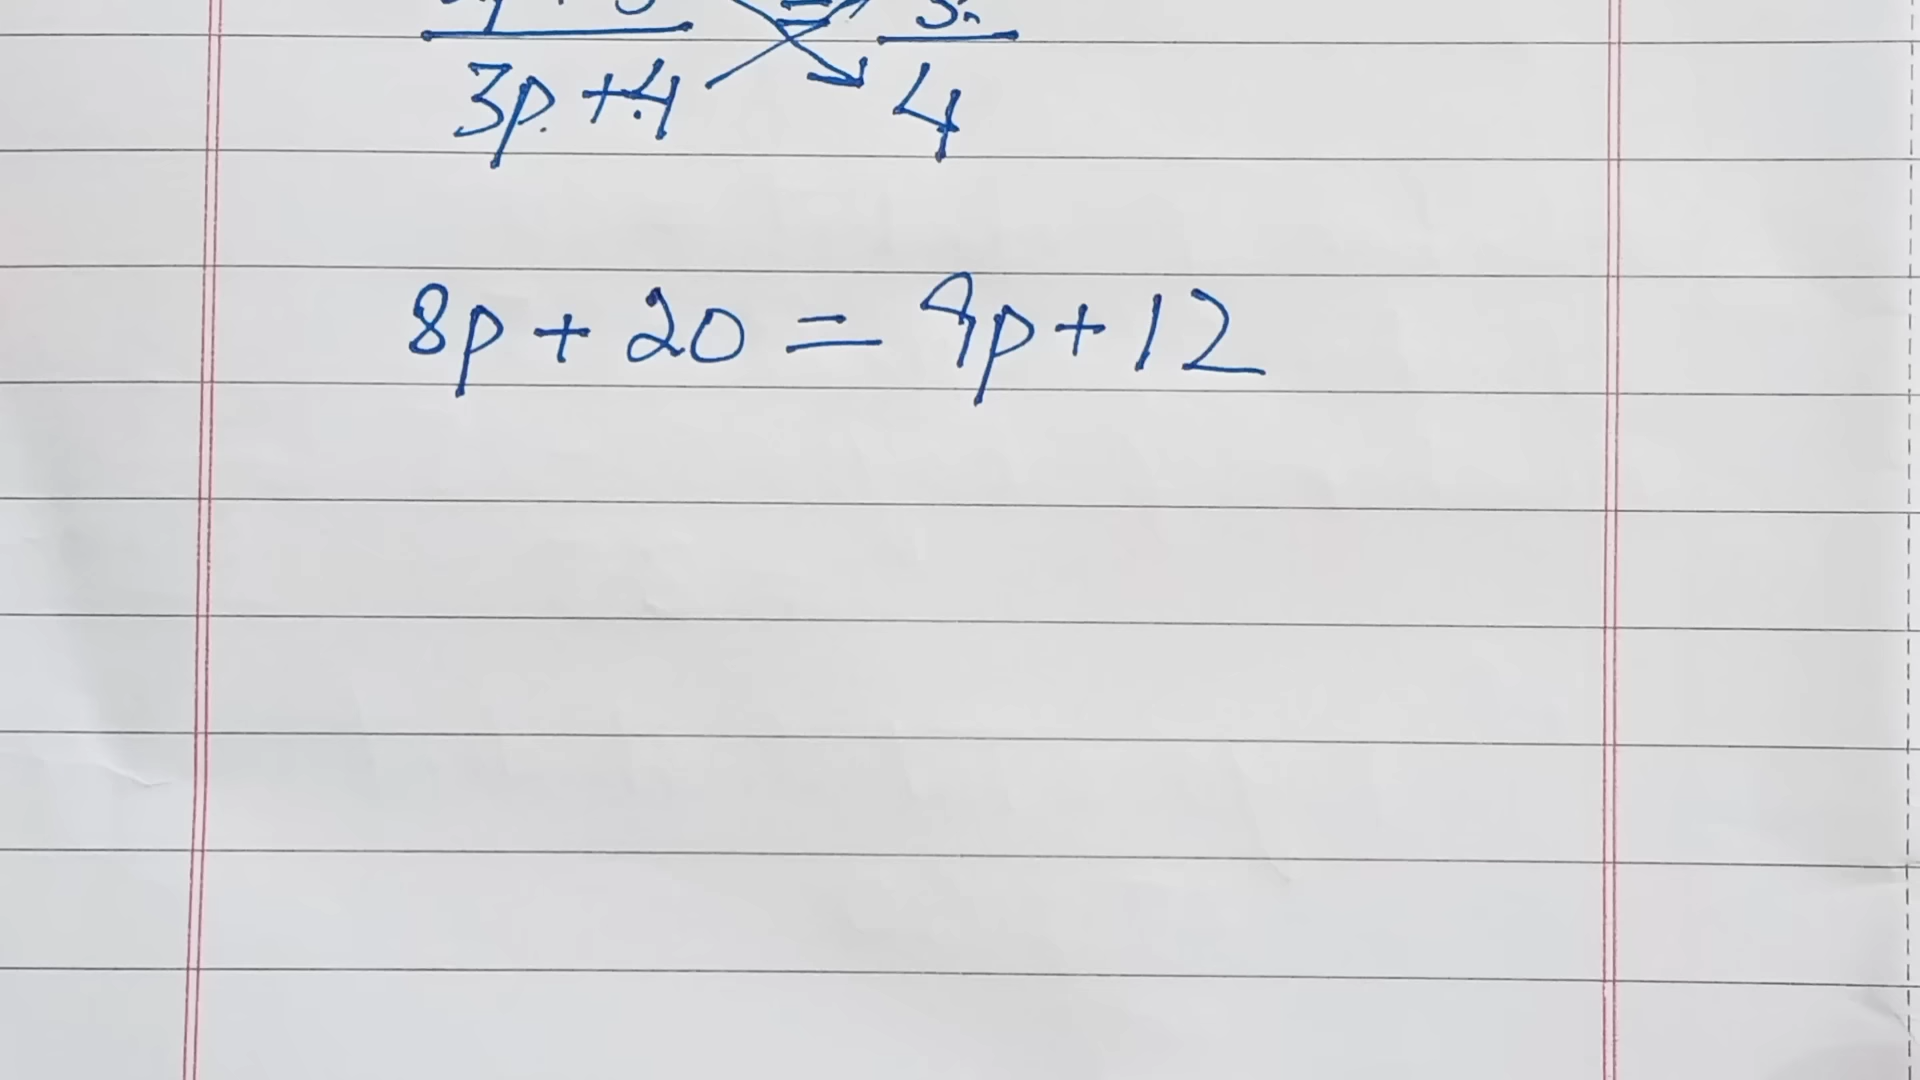 3p + 4 4
8p + 20 = 9p + 12